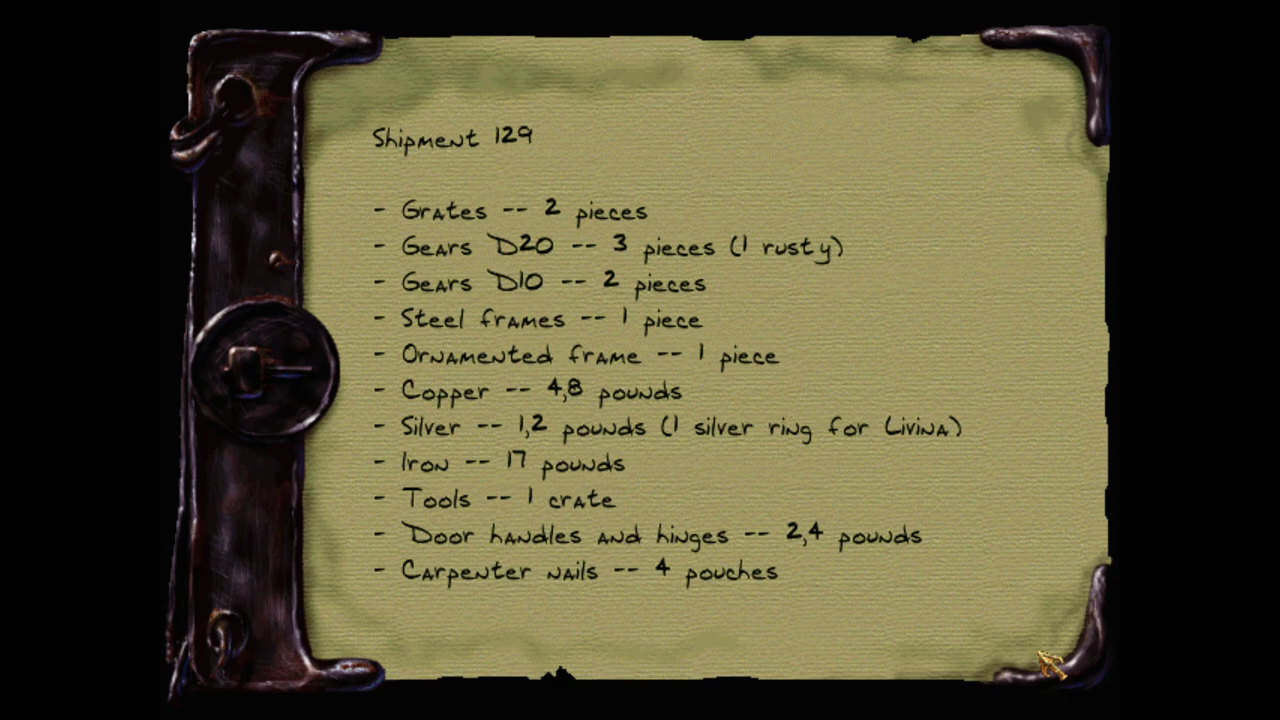 Shipment 129
- Grates -- 2 pieces
- Gears D20 -- 3 pieces (1 rusty)
- Gears D10 -- 2 pieces
- Steel frames -- 1 piece
- Ornamented frame -- 1 piece
- Copper -- 4,8 pounds
- Silver -- 1,2 pounds (1 silver ring for Livina)
- Iron -- 17 pounds
- Tools -- 1 crate
- Door handles and hinges -- 2,4 pounds
- Carpenter nails -- 4 pouches